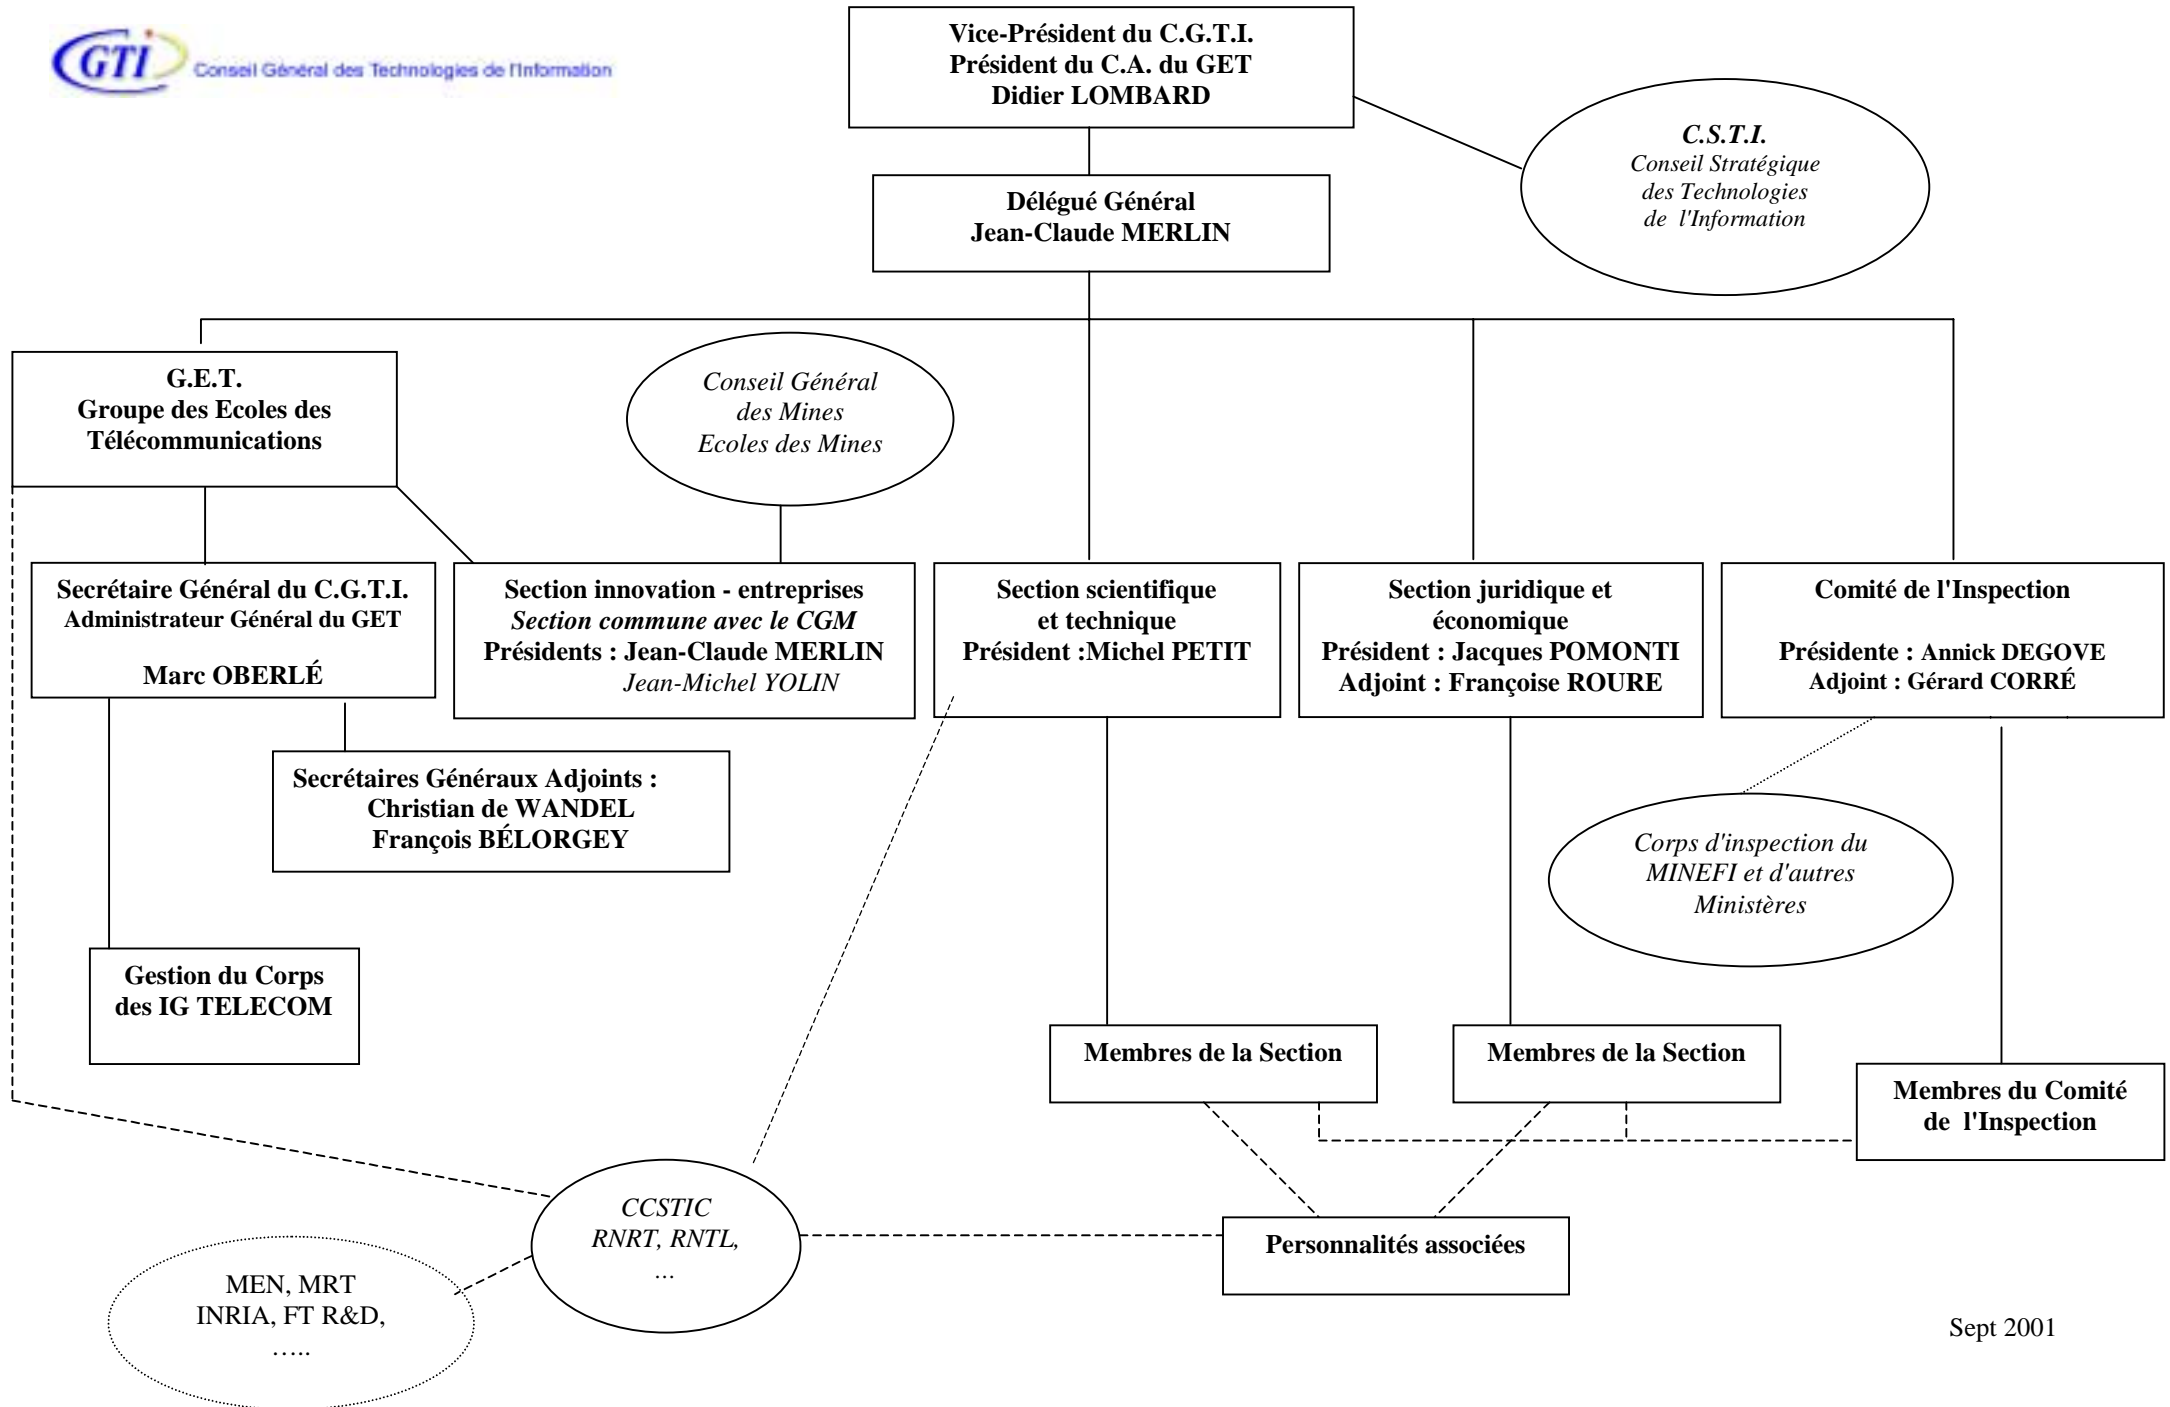 GTI Conseil Général des Technologies de l'Information
Vice-Président du C.G.T.I.
Président du C.A. du GET
Didier LOMBARD
C.S.T.I.
Conseil Stratégique
des Technologies
de l'Information
Délégué Général
Jean-Claude MERLIN
G.E.T.
Groupe des Ecoles des
Télécommunications
Conseil Général
des Mines
Ecoles des Mines
Secrétaire Général du C.G.T.I.
Administrateur Général du GET
Marc OBERLÉ
Section innovation - entreprises
Section commune avec le CGM
Présidents : Jean-Claude MERLIN
Jean-Michel YOLIN
Section scientifique
et technique
Président :Michel PETIT
Section juridique et
économique
Président : Jacques POMONTI
Adjoint : Françoise ROURE
Comité de l'Inspection
Présidente : Annick DEGOVE
Adjoint : Gérard CORRÉ
Secrétaires Généraux Adjoints :
Christian de WANDEL
François BÉLORGEY
Corps d'inspection du
MINEFI et d'autres
Ministères
Gestion du Corps
des IG TELECOM
Membres de la Section
Membres de la Section
Membres du Comité
de l'Inspection
CCSTIC
RNRT, RNTL,
...
Personnalités associées
MEN, MRT
INRIA, FT R&D,
…..
Sept 2001